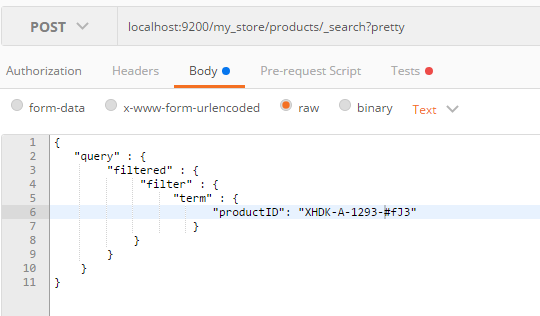 POST localhost:9200/my_store/products/_search?pretty
Authorization Headers Body Pre-request Script Tests
form-data x-www-form-urlencoded raw binary Text
1 {
2 "query" : {
3 "filtered" : {
4 "filter" : {
5 "term" : {
6 "productID": "XHDK-A-1293-#fJ3"
7 }
8 }
9 }
10 }
11 }